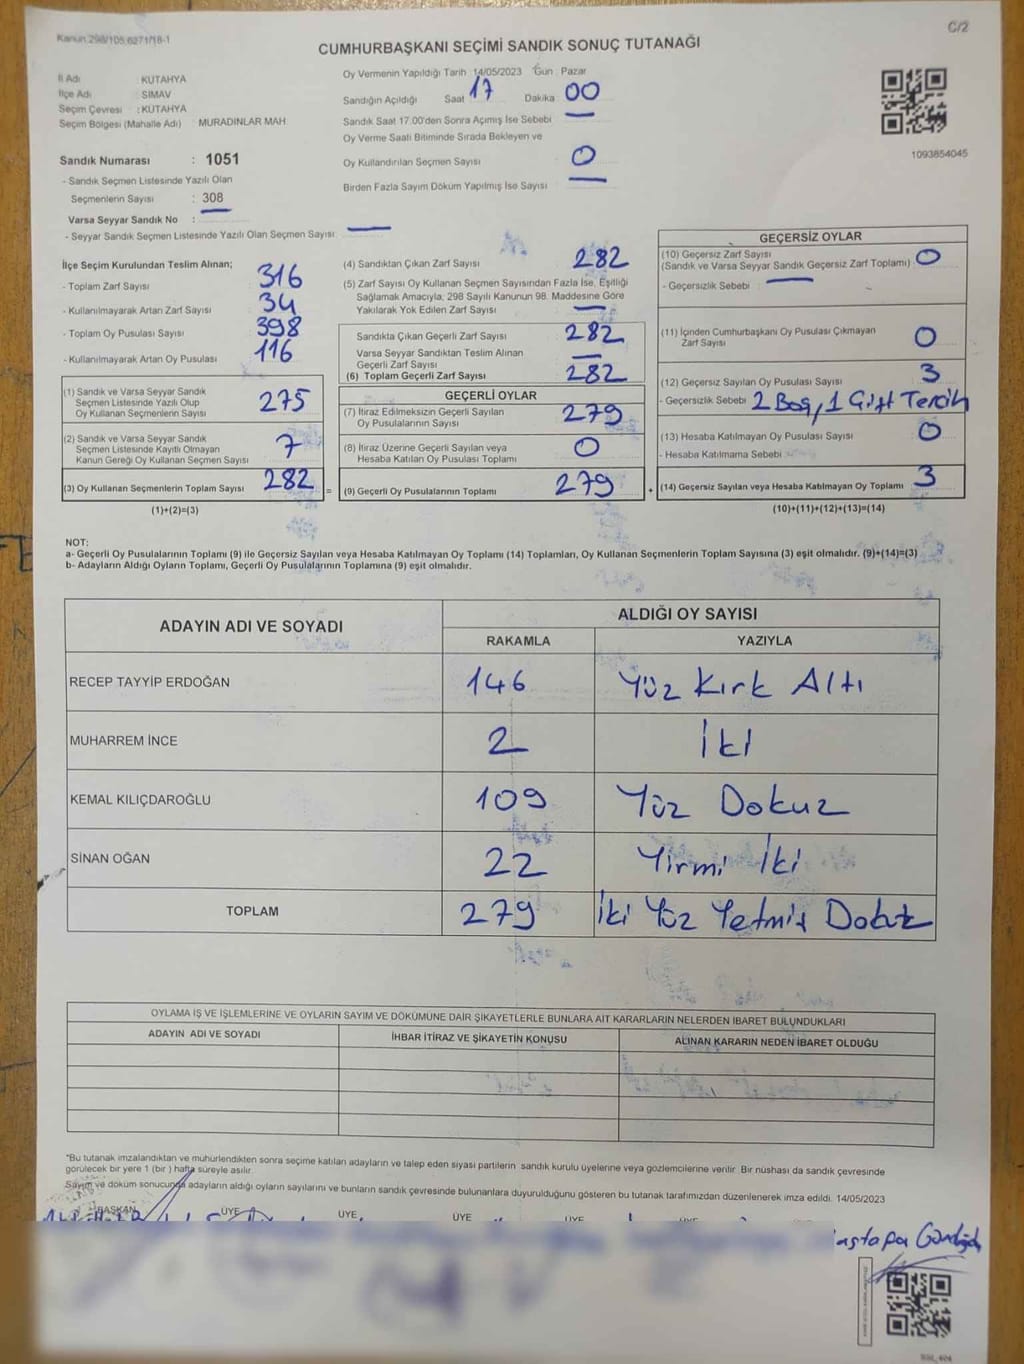 Kanun 298/105,6271/18-1
C/2
CUMHURBAŞKANI SEÇİMİ SANDIK SONUÇ TUTANAĞI
İl Adı : KÜTAHYA
İlçe Adı : SİMAV
Seçim Çevresi : KÜTAHYA
Seçim Bölgesi (Mahalle Adı) MURADINLAR MAH
Sandık Numarası : 1051
- Sandık Seçmen Listesinde Yazılı Olan
Seçmenlerin Sayısı : 308
Varsa Seyyar Sandık No :
- Seyyar Sandık Seçmen Listesinde Yazılı Olan Seçmen Sayısı:
Oy Vermenin Yapıldığı Tarih :14/05/2023 Gün : Pazar
Sandığın Açıldığı Saat 17 Dakika 00
Sandık Saat 17.00'den Sonra Açılmış İse Sebebi
Oy Verme Saati Bitiminde Sırada Bekleyen ve
Oy Kullandırılan Seçmen Sayısı 0
Birden Fazla Sayım Döküm Yapılmış İse Sayısı
1093854045
İlçe Seçim Kurulundan Teslim Alınan;
- Toplam Zarf Sayısı 316
- Kullanılmayarak Artan Zarf Sayısı 34
- Toplam Oy Pusulası Sayısı 398
- Kullanılmayarak Artan Oy Pusulası 116
(1) Sandık ve Varsa Seyyar Sandık
Seçmen Listesinde Yazılı Olup
Oy Kullanan Seçmenlerin Sayısı 275
(2) Sandık ve Varsa Seyyar Sandık
Seçmen Listesinde Kayıtlı Olmayan
Kanun Gereği Oy Kullanan Seçmen Sayısı 7
(3) Oy Kullanan Seçmenlerin Toplam Sayısı 282 =
(1)+(2)=(3)
(4) Sandıktan Çıkan Zarf Sayısı 282
(5) Zarf Sayısı Oy Kullanan Seçmen Sayısından Fazla İse, Eşitliği
Sağlamak Amacıyla, 298 Sayılı Kanunun 98. Maddesine Göre
Yakılarak Yok Edilen Zarf Sayısı
Sandıkta Çıkan Geçerli Zarf Sayısı 282
Varsa Seyyar Sandıktan Teslim Alınan
Geçerli Zarf Sayısı
(6) Toplam Geçerli Zarf Sayısı 282
GEÇERLİ OYLAR
(7) İtiraz Edilmeksizin Geçerli Sayılan
Oy Pusulalarının Sayısı 279
(8) İtiraz Üzerine Geçerli Sayılan veya
Hesaba Katılan Oy Pusulası Toplamı 0
(9) Geçerli Oy Pusulalarının Toplamı 279 +
GEÇERSİZ OYLAR
(10) Geçersiz Zarf Sayısı
(Sandık ve Varsa Seyyar Sandık Geçersiz Zarf Toplamı) 0
- Geçersizlik Sebebi
(11) İçinden Cumhurbaşkanı Oy Pusulası Çıkmayan
Zarf Sayısı 0
(12) Geçersiz Sayılan Oy Pusulası Sayısı 3
- Geçersizlik Sebebi 2 Boş, 1 Çift Tercih
(13) Hesaba Katılmayan Oy Pusulası Sayısı 0
- Hesaba Katılmama Sebebi
(14) Geçersiz Sayılan veya Hesaba Katılmayan Oy Toplamı 3
(10)+(11)+(12)+(13)=(14)
NOT:
a- Geçerli Oy Pusulalarının Toplamı (9) ile Geçersiz Sayılan veya Hesaba Katılmayan Oy Toplamı (14) Toplamları, Oy Kullanan Seçmenlerin Toplam Sayısına (3) eşit olmalıdır. (9)+(14)=(3)
b- Adayların Aldığı Oyların Toplamı, Geçerli Oy Pusulalarının Toplamına (9) eşit olmalıdır.
ADAYIN ADI VE SOYADI ALDIĞI OY SAYISI
RAKAMLA YAZIYLA
RECEP TAYYİP ERDOĞAN 146 Yüz Kırk Altı
MUHARREM İNCE 2 İki
KEMAL KILIÇDAROĞLU 109 Yüz Dokuz
SİNAN OĞAN 22 Yirmi İki
TOPLAM 279 İki Yüz Yetmiş Dokuz
OYLAMA İŞ VE İŞLEMLERİNE VE OYLARIN SAYIM VE DÖKÜMÜNE DAİR ŞİKAYETLERLE BUNLARA AİT KARARLARIN NELERDEN İBARET BULUNDUKLARI
ADAYIN ADI VE SOYADI İHBAR İTİRAZ VE ŞİKAYETİN KONUSU ALINAN KARARIN NEDEN İBARET OLDUĞU
*Bu tutanak imzalandıktan ve mühürlendikten sonra seçime katılan adayların ve talep eden siyasi partilerin sandık kurulu üyelerine veya gözlemcilerine verilir. Bir nüshası da sandık çevresinde
görülecek bir yere 1 (bir) hafta süreyle asılır.
Sayım ve döküm sonucunda adayların aldığı oyların sayılarını ve bunların sandık çevresinde bulunanlara duyurulduğunu gösteren bu tutanak tarafımızdan düzenlenerek imza edildi. 14/05/2023
BAŞKAN ÜYE ÜYE ÜYE ÜYE ÜYE